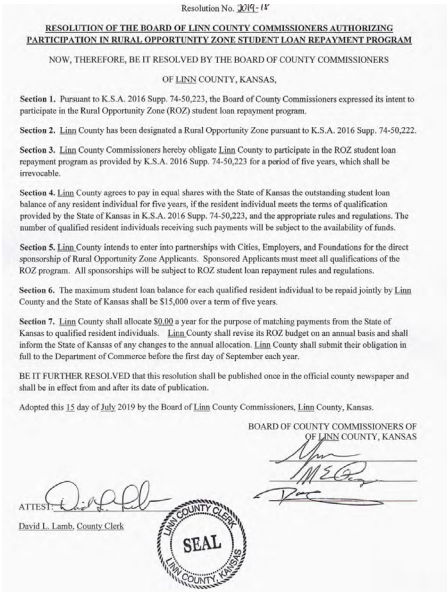 Resolution No. 2019-18
RESOLUTION OF THE BOARD OF LINN COUNTY COMMISSIONERS AUTHORIZING
PARTICIPATION IN RURAL OPPORTUNITY ZONE STUDENT LOAN REPAYMENT PROGRAM
NOW, THEREFORE, BE IT RESOLVED BY THE BOARD OF COUNTY COMMISSIONERS
OF LINN COUNTY, KANSAS,
Section 1. Pursuant to K.S.A. 2016 Supp. 74-50,223, the Board of County Commissioners expressed its intent to
participate in the Rural Opportunity Zone (ROZ) student loan repayment program.
Section 2. Linn County has been designated a Rural Opportunity Zone pursuant to K.S.A. 2016 Supp. 74-50,222.
Section 3. Linn County Commissioners hereby obligate Linn County to participate in the ROZ student loan
repayment program as provided by K.S.A. 2016 Supp. 74-50,223 for a period of five years, which shall be
irrevocable.
Section 4. Linn County agrees to pay in equal shares with the State of Kansas the outstanding student loan
balance of any resident individual for five years, if the resident individual meets the terms of qualification
provided by the State of Kansas in K.S.A. 2016 Supp. 74-50,223, and the appropriate rules and regulations. The
number of qualified resident individuals receiving such payments will be subject to the availability of funds.
Section 5. Linn County intends to enter into partnerships with Cities, Employers, and Foundations for the direct
sponsorship of Rural Opportunity Zone Applicants. Sponsored Applicants must meet all qualifications of the
ROZ program. All sponsorships will be subject to ROZ student loan repayment rules and regulations.
Section 6. The maximum student loan balance for each qualified resident individual to be repaid jointly by Linn
County and the State of Kansas shall be $15,000 over a term of five years.
Section 7. Linn County shall allocate $0.00 a year for the purpose of matching payments from the State of
Kansas to qualified resident individuals. Linn County shall revise its ROZ budget on an annual basis and shall
inform the State of Kansas of any changes to the annual allocation. Linn County shall submit their obligation in
full to the Department of Commerce before the first day of September each year.
BE IT FURTHER RESOLVED that this resolution shall be published once in the official county newspaper and
shall be in effect from and after its date of publication.
Adopted this 15 day of July 2019 by the Board of Linn County Commissioners, Linn County, Kansas.
BOARD OF COUNTY COMMISSIONERS OF
OF LINN COUNTY, KANSAS
ATTEST:
David L. Lamb, County Clerk
LINN COUNTY CLERK
SEAL
LINN COUNTY, KANSAS